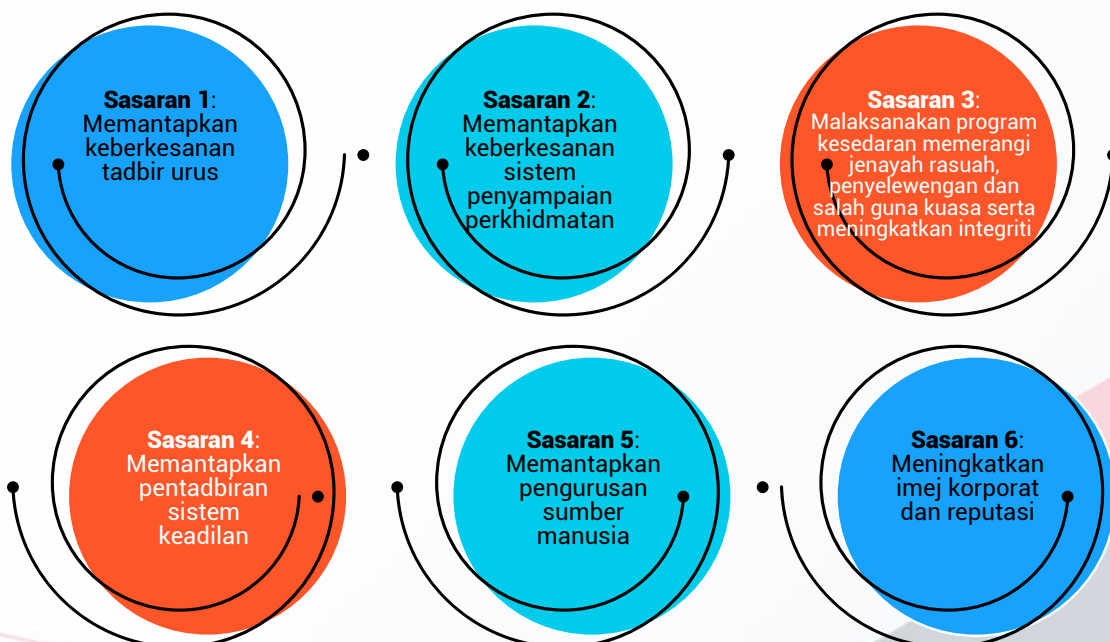 Sasaran 1:
Memantapkan
keberkesanan
tadbir urus
Sasaran 2:
Memantapkan
keberkesanan
sistem
penyampaian
perkhidmatan
Sasaran 3:
Malaksanakan program
kesedaran memerangi
jenayah rasuah,
penyelewengan dan
salah guna kuasa serta
meningkatkan integriti
Sasaran 4:
Memantapkan
pentadbiran
sistem
keadilan
Sasaran 5:
Memantapkan
pengurusan
sumber
manusia
Sasaran 6:
Meningkatkan
imej korporat
dan reputasi